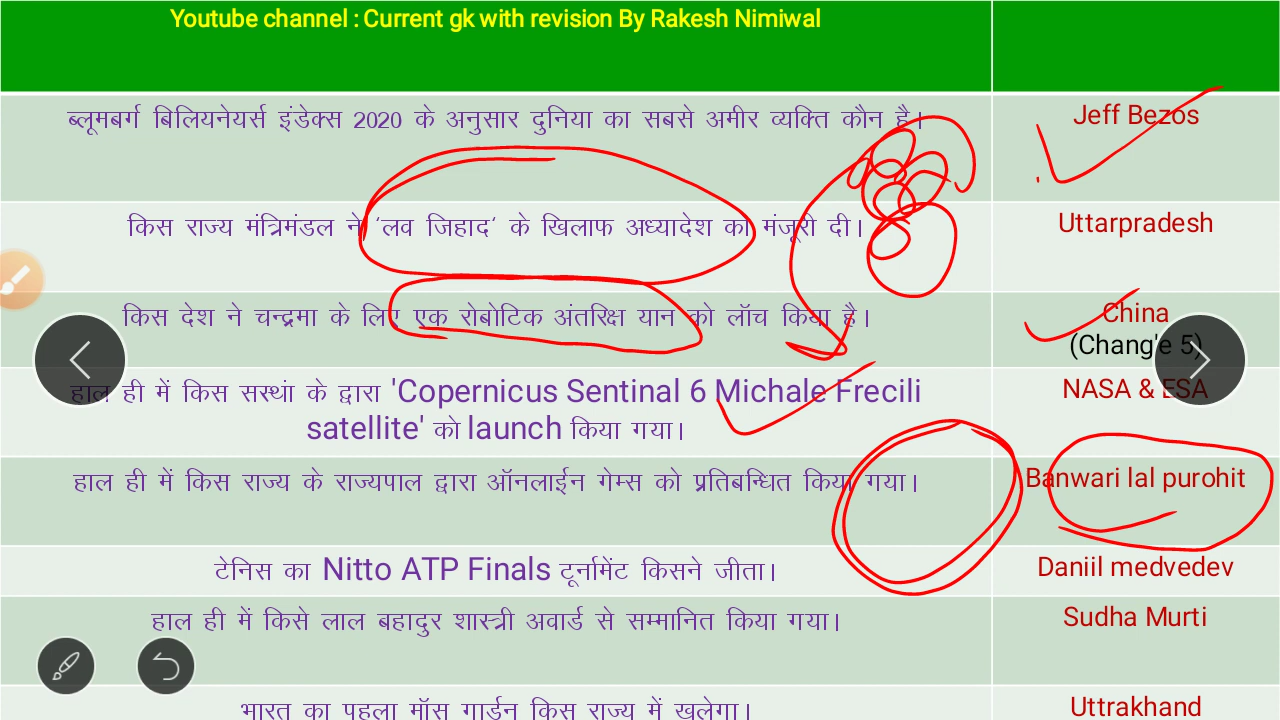 Youtube channel : Current gk with revision By Rakesh Nimiwal
ब्लूमबर्ग बिलियनेयर्स इंडेक्स 2020 के अनुसार दुनिया का सबसे अमीर व्यक्ति कौन है।
Jeff Bezos
किस राज्य मंत्रिमंडल ने 'लव जिहाद' के खिलाफ अध्यादेश को मंजूरी दी।
Uttarpradesh
किस देश ने चन्द्रमा के लिए एक रोबोटिक अंतरिक्ष यान को लॉच किया है।
China
(Chang'e 5)
हाल ही में किस सस्थां के द्वारा 'Copernicus Sentinal 6 Michale Frecili
satellite' को launch किया गया।
NASA & ESA
हाल ही में किस राज्य के राज्यपाल द्वारा ऑनलाईन गेम्स को प्रतिबन्धित किया गया।
Banwari lal purohit
टेनिस का Nitto ATP Finals टूर्नामेंट किसने जीता।
Daniil medvedev
हाल ही में किसे लाल बहादुर शास्त्री अवार्ड से सम्मानित किया गया।
Sudha Murti
भारत का पहला मॉस गार्डन किस राज्य में खुलेगा।
Uttrakhand